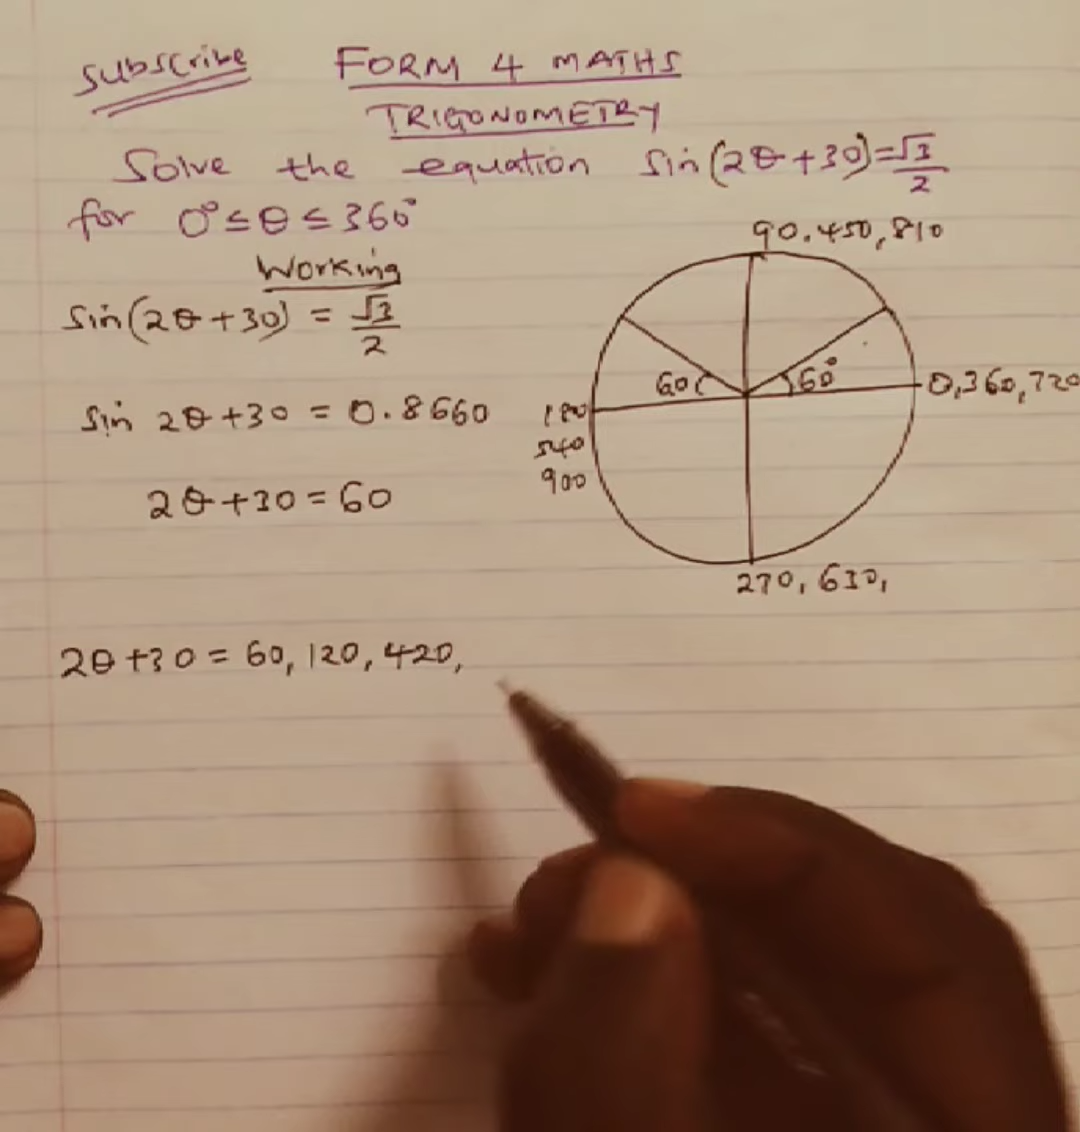 Subscribe FORM 4 MATHS
TRIGONOMETRY
Solve the equation Sin(2θ+30)=√3/2
for 0°≤θ≤360°
Working
Sin(2θ+30) = √3/2
Sin 2θ+30 = 0.8660
2θ+30=60
90,450,810
60
60°
0,360,720
180
540
900
270,630,
2θ+30 = 60,120,420,